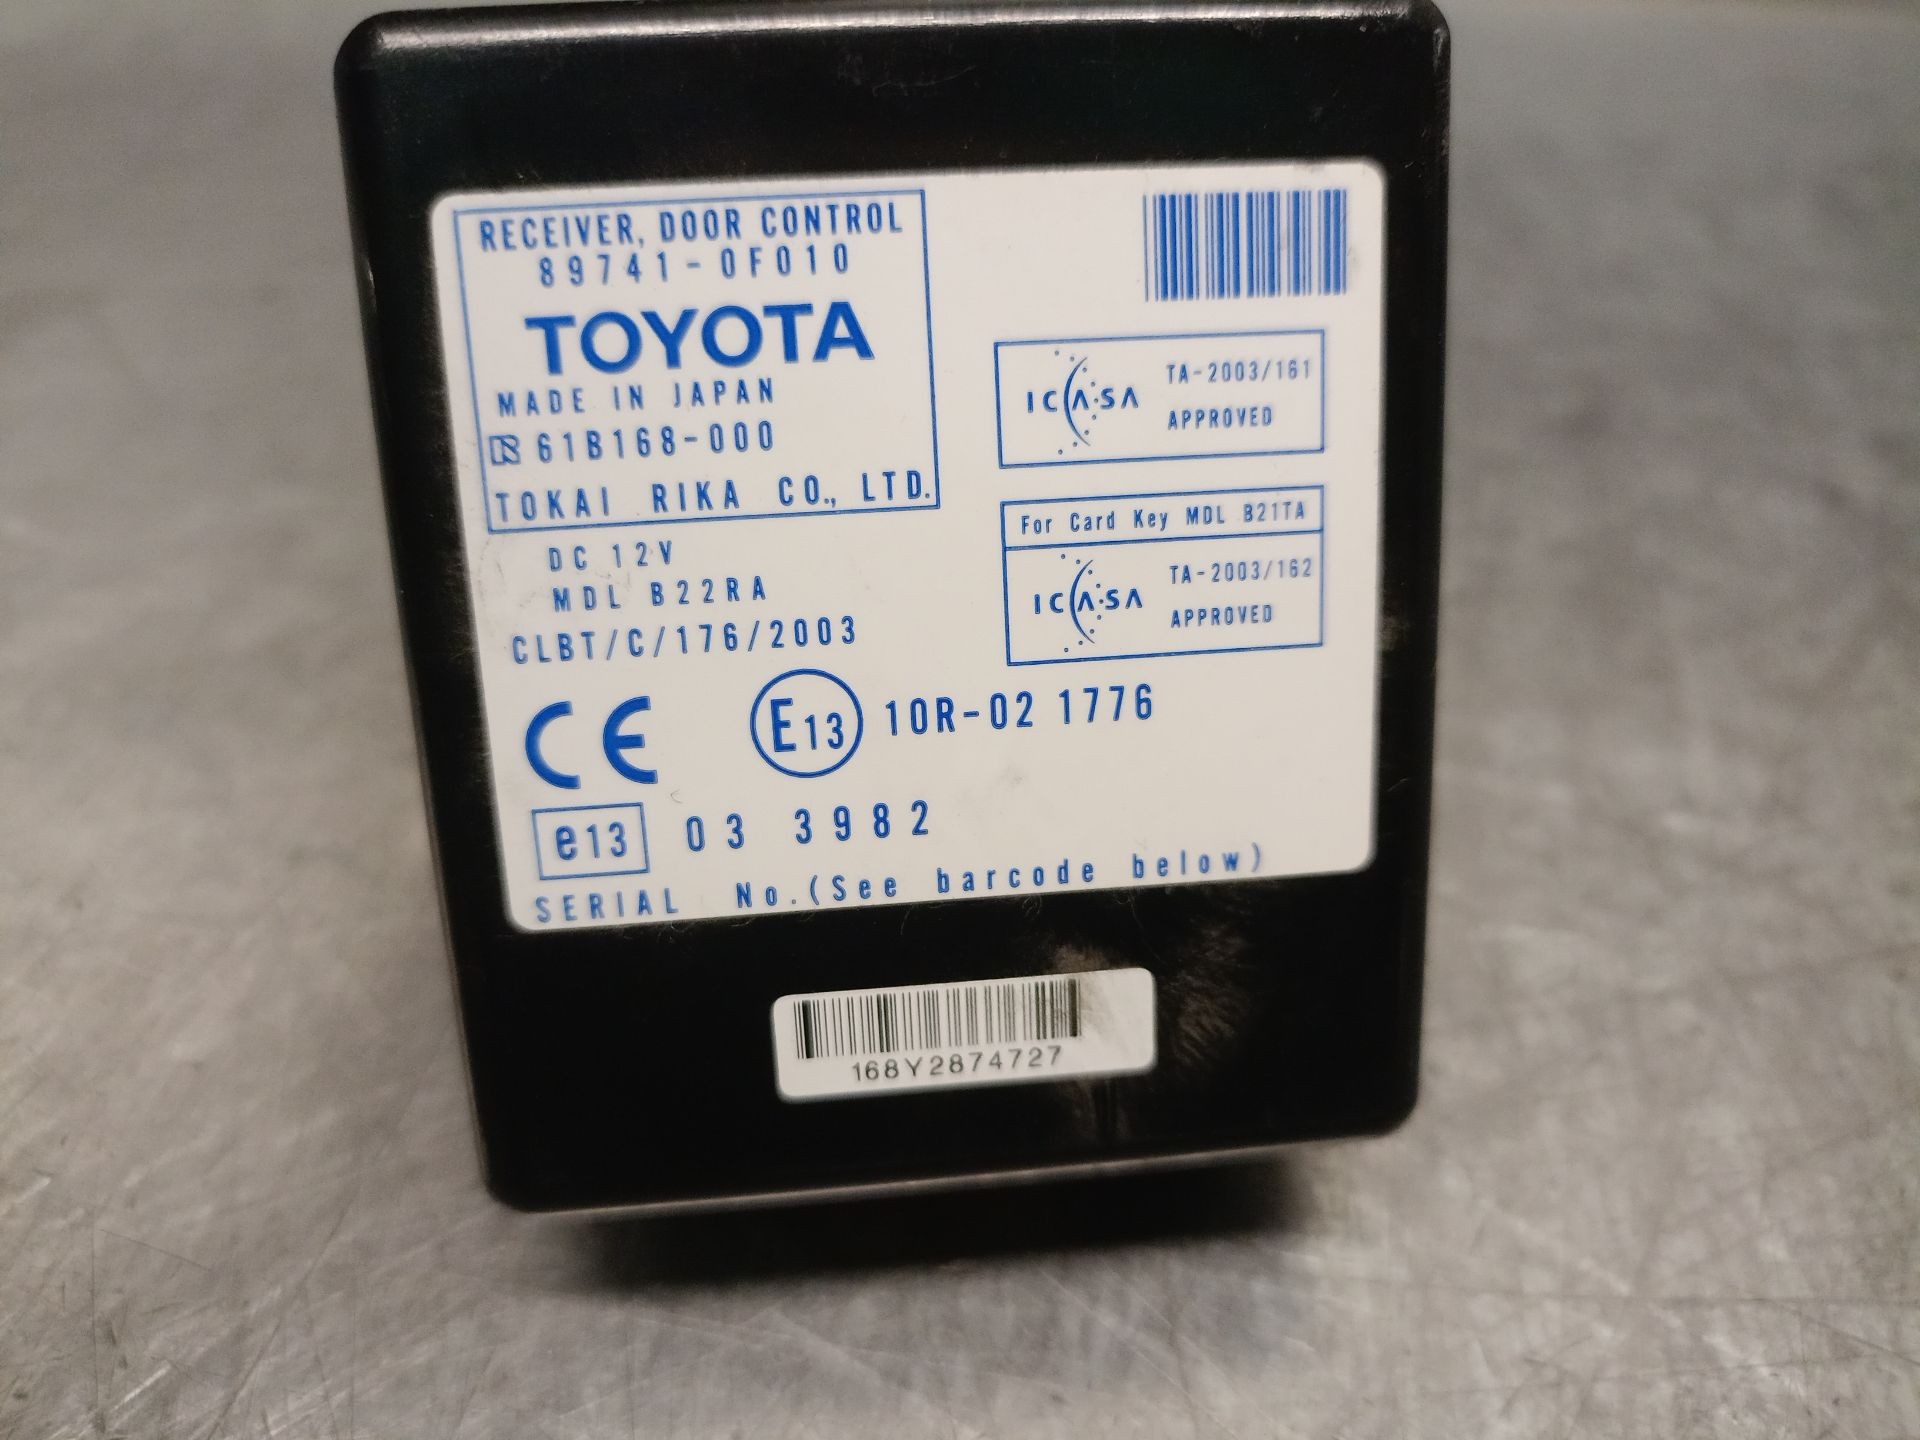 RECEIVER, DOOR CONTROL
89741-0F010
TOYOTA
MADE IN JAPAN
61B168-000
TOKAI RIKA CO., LTD.
DC 12V
MDL B22RA
CLBT/C/176/2003
CE
E13 10R-02 1776
e13 03 3982
SERIAL No.(See barcode below)
ICASA TA-2003/161
APPROVED
For Card Key MDL B21TA
ICASA TA-2003/162
APPROVED
168Y2874727